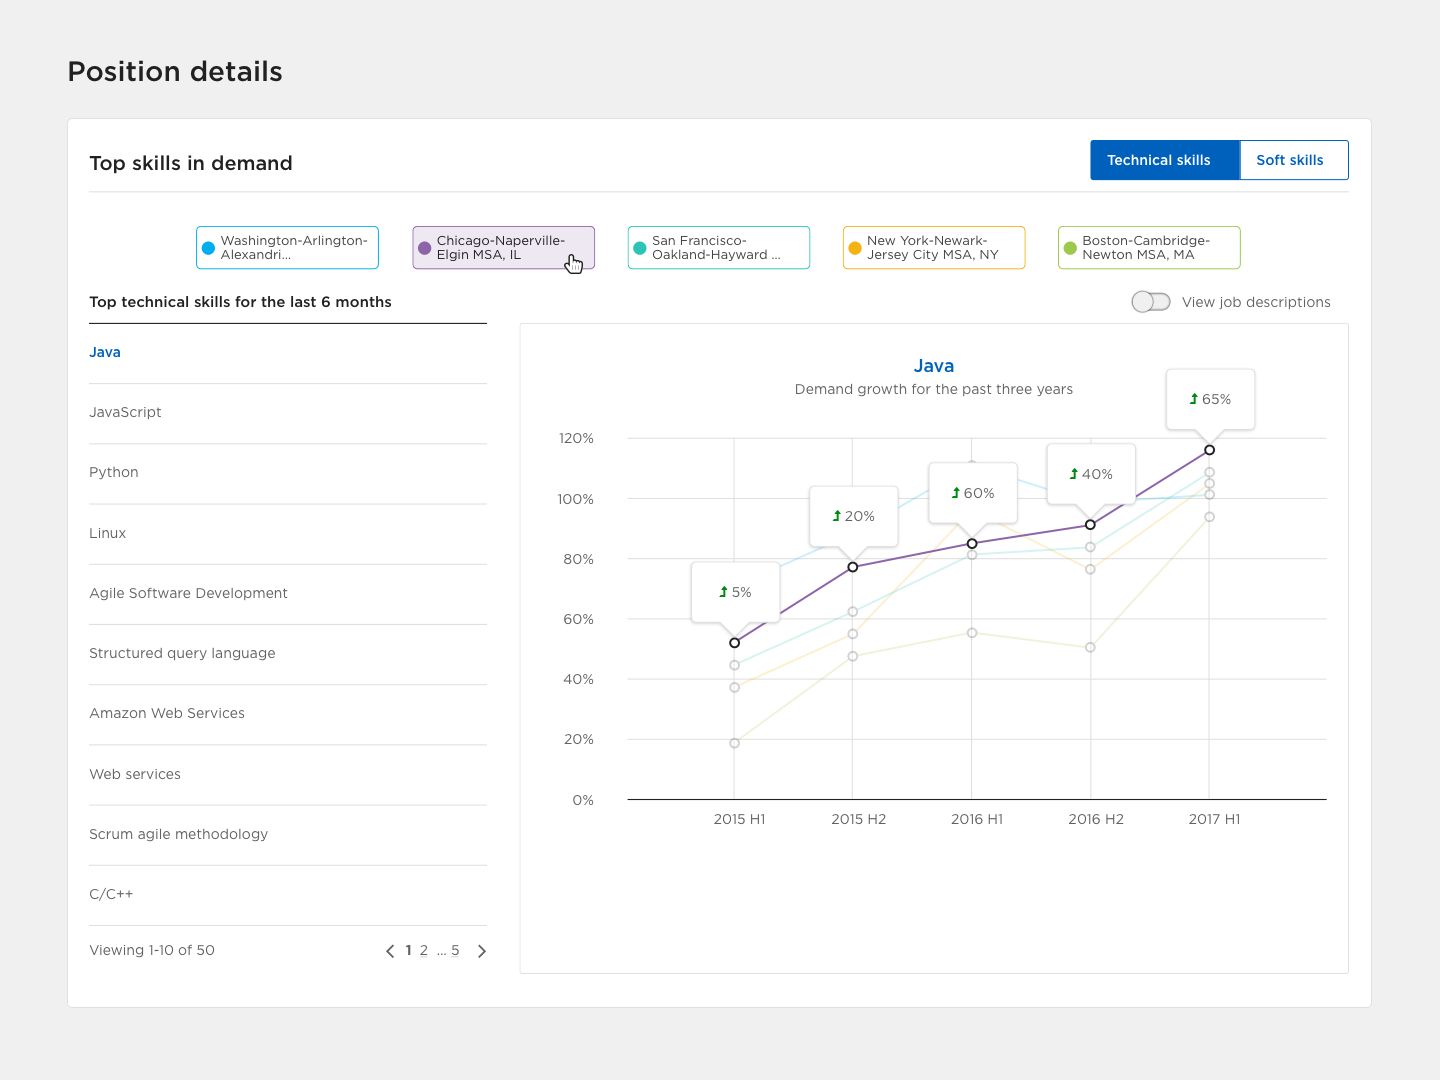 Position details
Top skills in demand
Technical skills
Soft skills
Washington-Arlington-
Alexandri...
Chicago-Naperville-
Elgin MSA, IL
San Francisco-
Oakland-Hayward ...
New York-Newark-
Jersey City MSA, NY
Boston-Cambridge-
Newton MSA, MA
Top technical skills for the last 6 months
View job descriptions
Java
JavaScript
Python
Linux
Agile Software Development
Structured query language
Amazon Web Services
Web services
Scrum agile methodology
C/C++
Viewing 1-10 of 50
1 2 ... 5
Java
Demand growth for the past three years
65%
40%
60%
20%
5%
120%
100%
80%
60%
40%
20%
0%
2015 H1
2015 H2
2016 H1
2016 H2
2017 H1